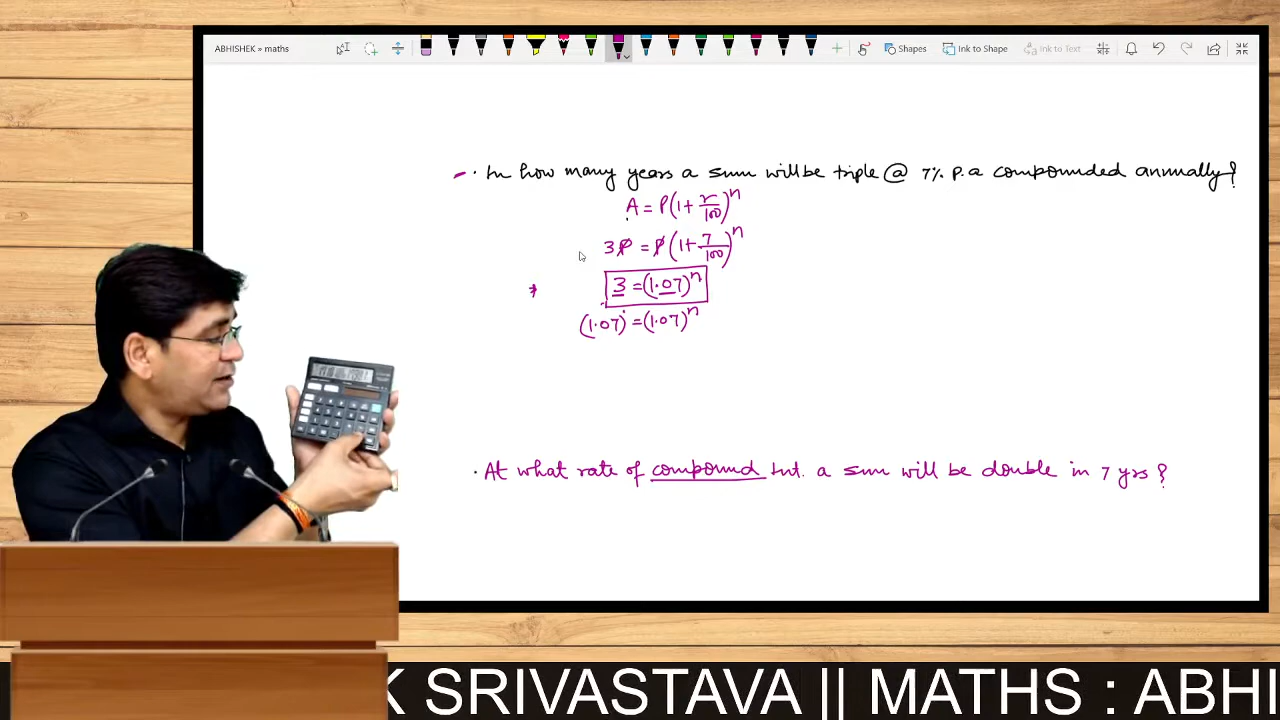 ABHISHEK » maths
Shapes
Ink to Shape
Ink to Text
- · In how many years a sum will be triple @ 7% p.a compounded annually?
A = P(1+r/100)^n
3P = P(1+7/100)^n
3 = (1.07)^n
(1.07) = (1.07)^n
· At what rate of compound Int. a sum will be double in 7 yrs?
K SRIVASTAVA || MATHS : ABHI